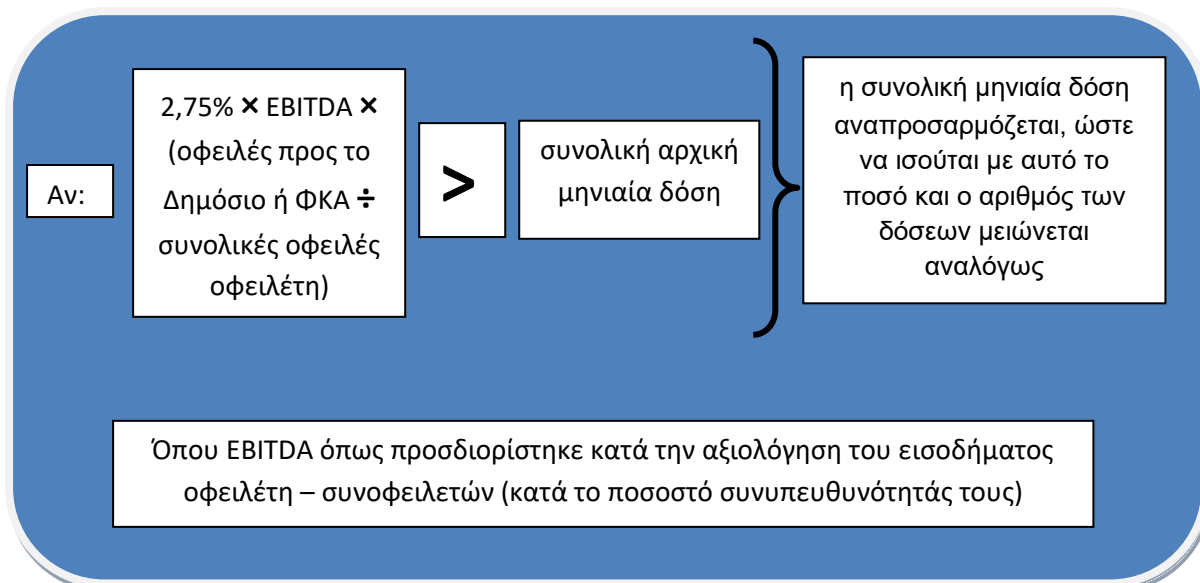 Αν:
2,75% × EBITDA ×
(οφειλές προς το
Δημόσιο ή ΦΚΑ ÷
συνολικές οφειλές
οφειλέτη)
>
συνολική αρχική
μηνιαία δόση
η συνολική μηνιαία δόση
αναπροσαρμόζεται, ώστε
να ισούται με αυτό το
ποσό και ο αριθμός των
δόσεων μειώνεται
αναλόγως
Όπου EBITDA όπως προσδιορίστηκε κατά την αξιολόγηση του εισοδήματος
οφειλέτη – συνοφειλετών (κατά το ποσοστό συνυπευθυνότητάς τους)